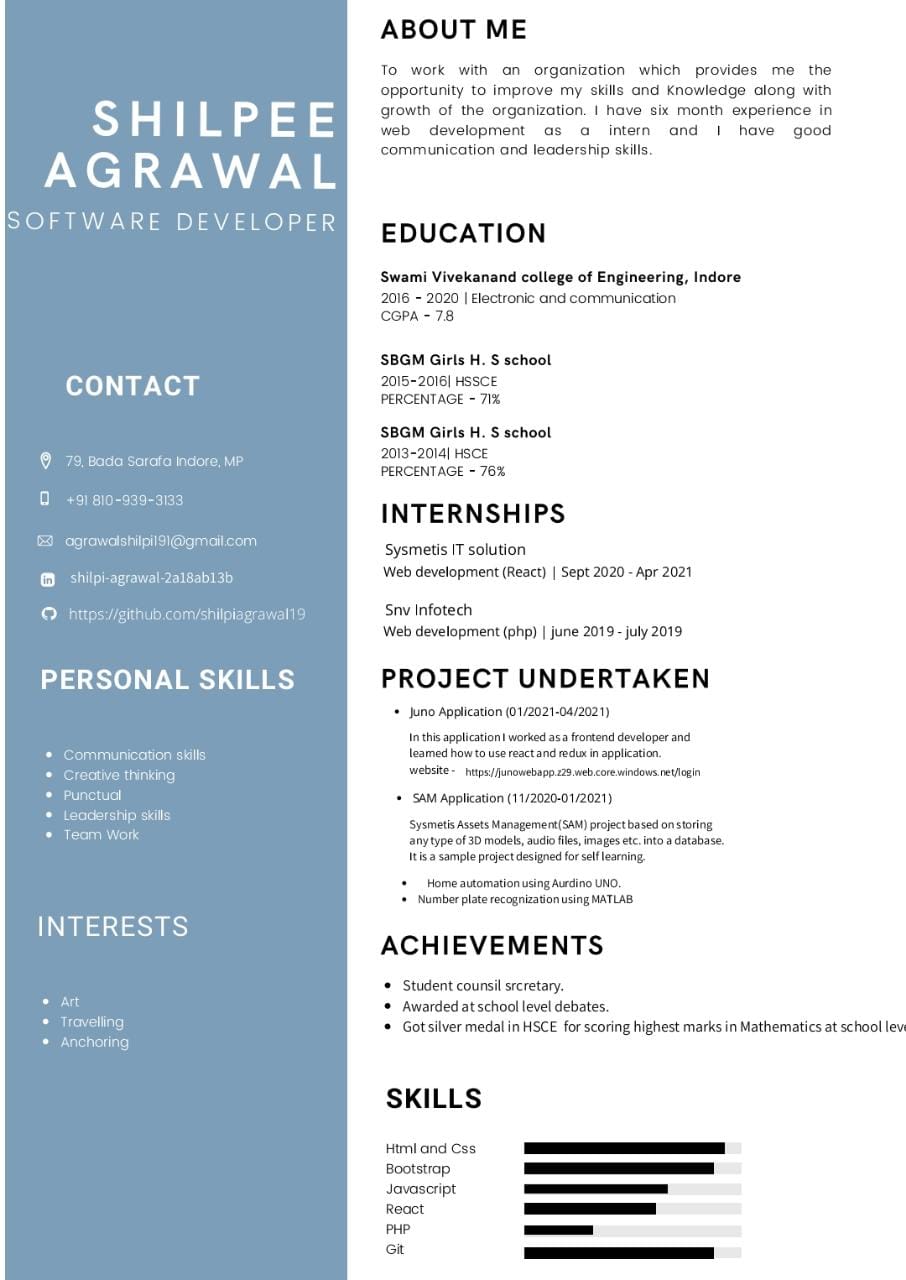 SHILPEE
AGRAWAL
SOFTWARE DEVELOPER
CONTACT
79, Bada Sarafa Indore, MP
+91 810-939-3133
agrawalshilpi191@gmail.com
shilpi-agrawal-2a18ab13b
https://github.com/shilpiagrawal19
PERSONAL SKILLS
Communication skills
Creative thinking
Punctual
Leadership skills
Team Work
INTERESTS
Art
Travelling
Anchoring
ABOUT ME
To work with an organization which provides me the
opportunity to improve my skills and Knowledge along with
growth of the organization. I have six month experience in
web development as a intern and I have good
communication and leadership skills.
EDUCATION
Swami Vivekanand college of Engineering, Indore
2016 - 2020 | Electronic and communication
CGPA - 7.8
SBGM Girls H. S school
2015-2016| HSSCE
PERCENTAGE - 71%
SBGM Girls H. S school
2013-2014| HSCE
PERCENTAGE - 76%
INTERNSHIPS
Sysmetis IT solution
Web development (React) | Sept 2020 - Apr 2021
Snv Infotech
Web development (php) | june 2019 - july 2019
PROJECT UNDERTAKEN
• Juno Application (01/2021-04/2021)
In this application I worked as a frontend developer and
learned how to use react and redux in application.
website - https://junowebapp.z29.web.core.windows.net/login
• SAM Application (11/2020-01/2021)
Sysmetis Assets Management(SAM) project based on storing
any type of 3D models, audio files, images etc. into a database.
It is a sample project designed for self learning.
• Home automation using Aurdino UNO.
• Number plate recognization using MATLAB
ACHIEVEMENTS
• Student counsil srcretary.
• Awarded at school level debates.
• Got silver medal in HSCE for scoring highest marks in Mathematics at school leve
SKILLS
Html and Css
Bootstrap
Javascript
React
PHP
Git